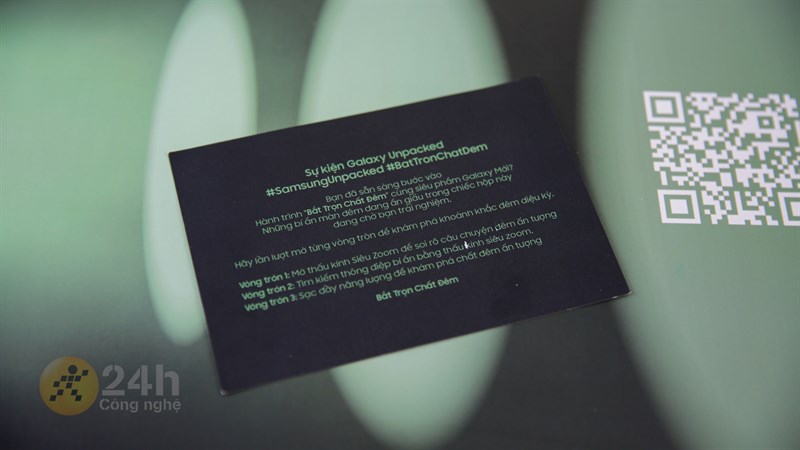 Sự kiện Galaxy Unpacked
#SamsungUnpacked #BatTronChatDem
Bạn đã sẵn sàng bước vào
Hành trình "Bắt Trọn Chất Đêm" cùng siêu phẩm Galaxy Mới?
Những bí ẩn màn đêm đang ẩn giấu trong chiếc hộp này
đang chờ bạn trải nghiệm.
Hãy lần lượt mở từng vòng tròn để khám phá khoảnh khắc đêm diệu kỳ.
Vòng tròn 1: Mở thấu kính Siêu Zoom để soi rõ câu chuyện đêm ấn tượng
Vòng tròn 2: Tìm kiếm thông điệp bí ẩn bằng thấu kính siêu zoom.
Vòng tròn 3: Sạc đầy năng lượng để khám phá chất đêm ấn tượng
Bắt Trọn Chất Đêm
24h
Công nghệ